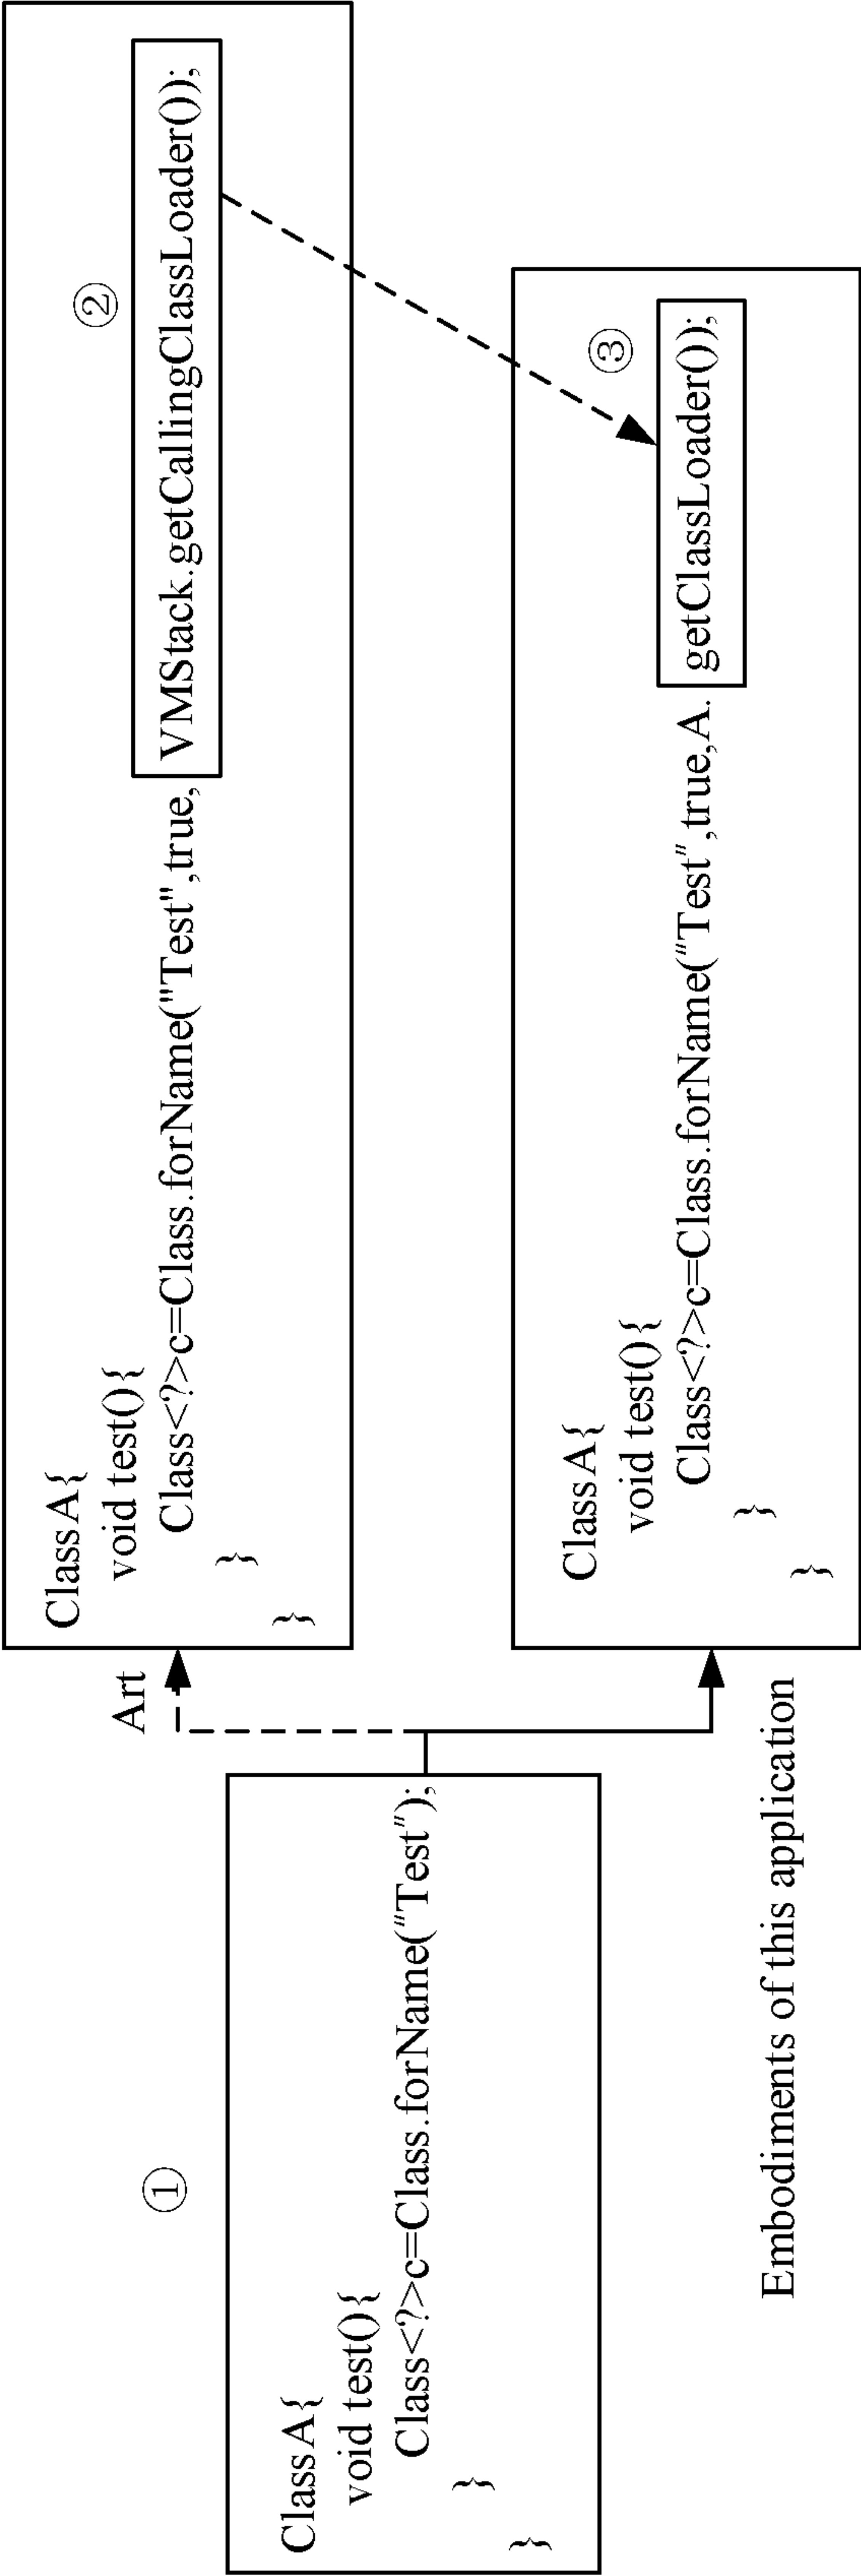 ①
Class A{
void test(){
Class<?>c=Class.forName("Test");
}
}
Art
②
Class A{
void test(){
Class<?>c=Class.forName("Test",true, VMStack.getCallingClassLoader());
}
}
Embodiments of this application
③
Class A{
void test(){
Class<?>c=Class.forName("Test",true,A. getClassLoader());
}
}